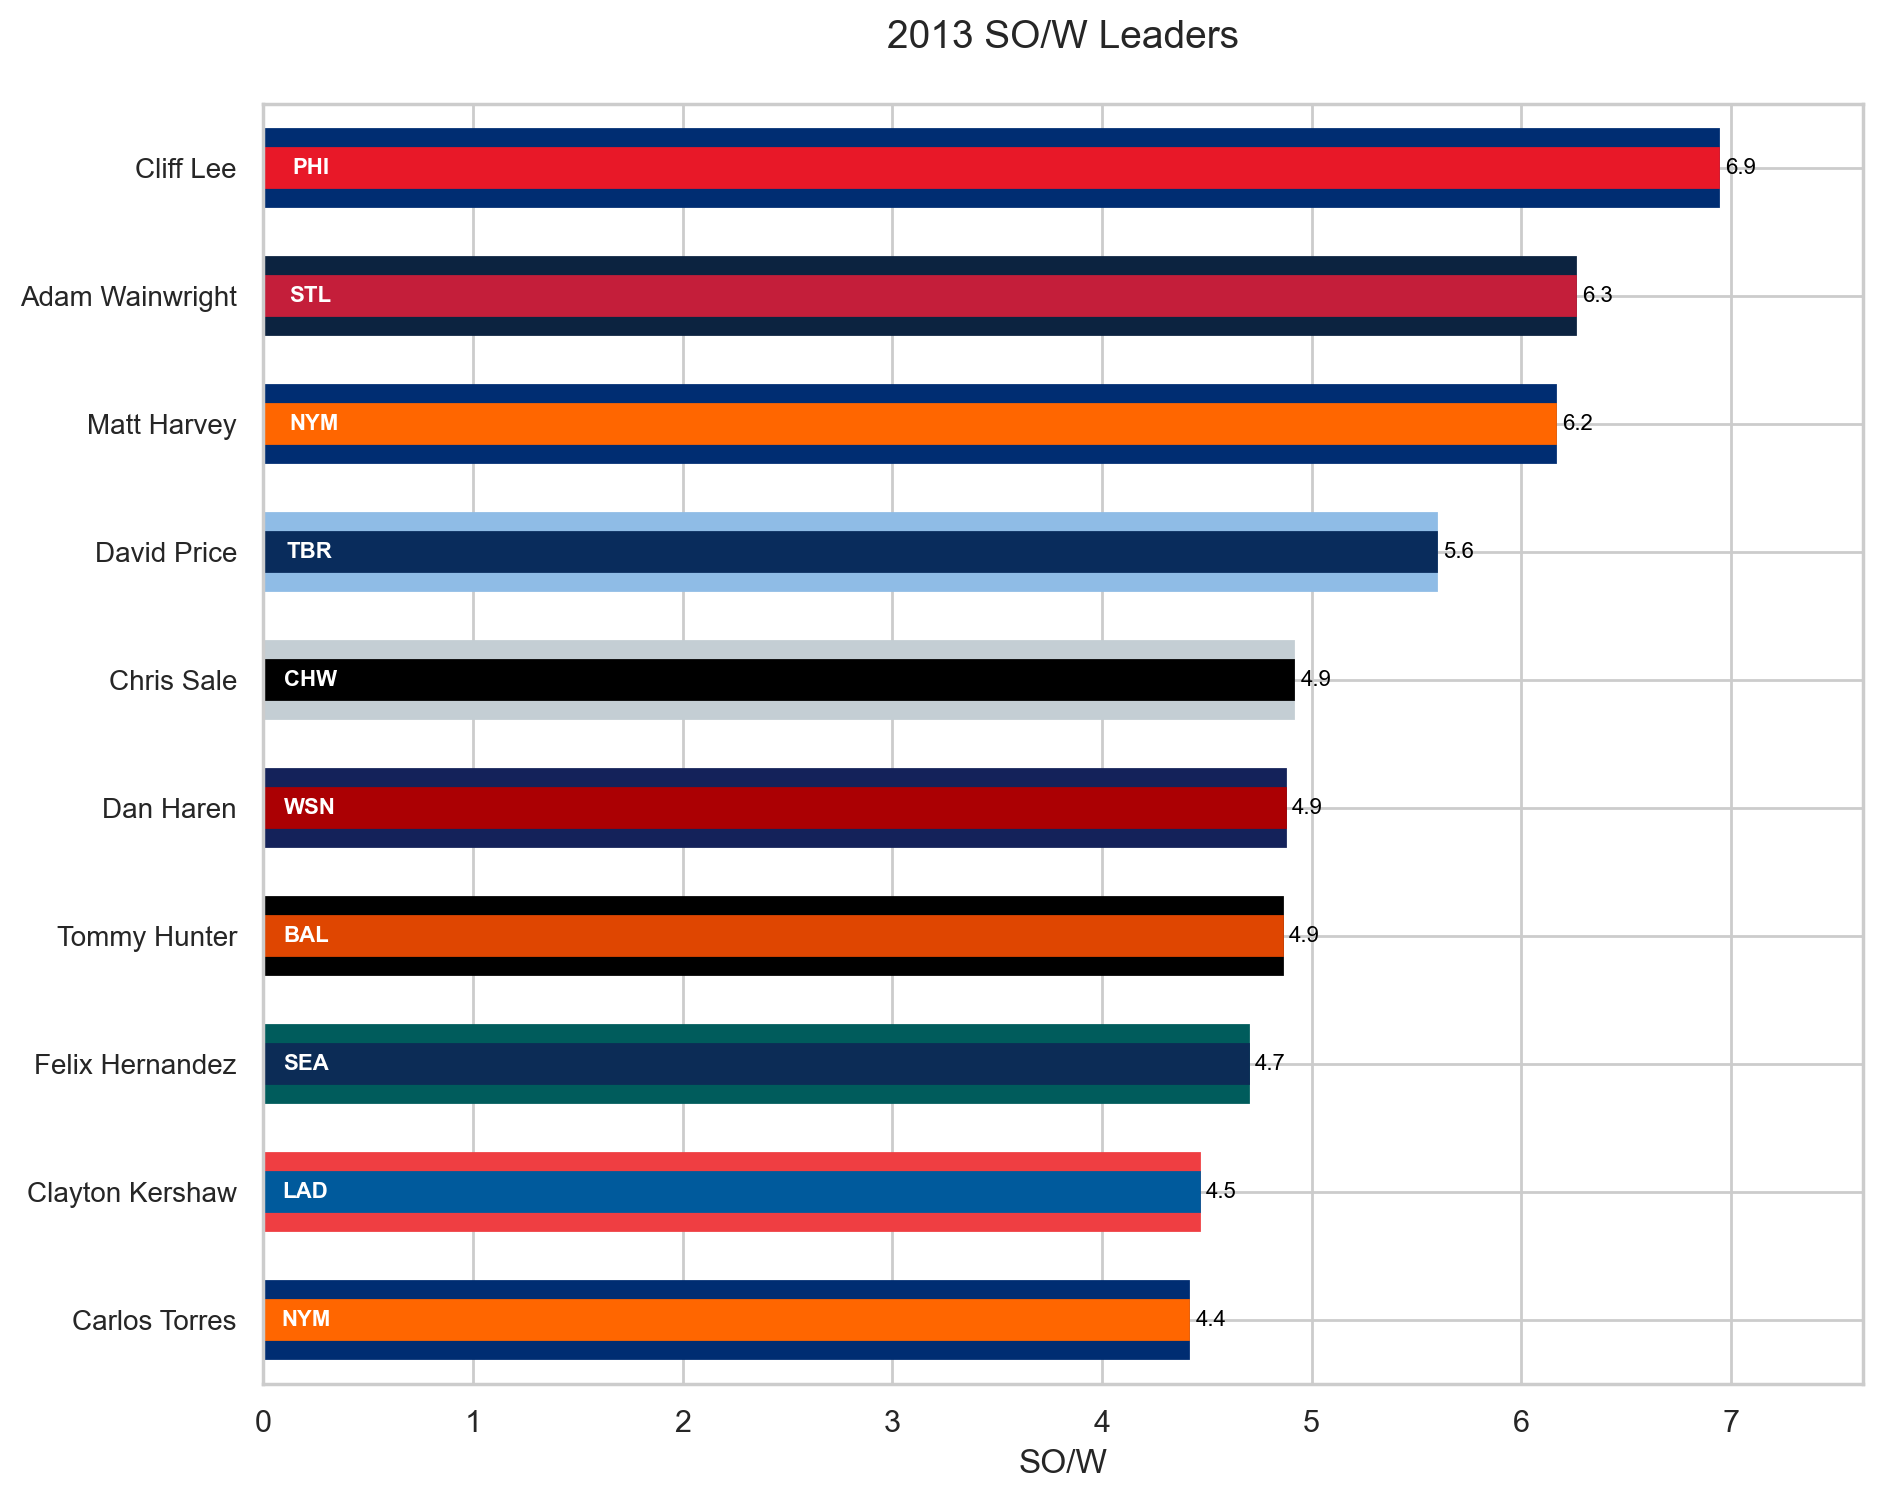 2013 SO/W Leaders
Cliff Lee PHI 6.9
Adam Wainwright STL 6.3
Matt Harvey NYM 6.2
David Price TBR 5.6
Chris Sale CHW 4.9
Dan Haren WSN 4.9
Tommy Hunter BAL 4.9
Felix Hernandez SEA 4.7
Clayton Kershaw LAD 4.5
Carlos Torres NYM 4.4
0 1 2 3 4 5 6 7
SO/W